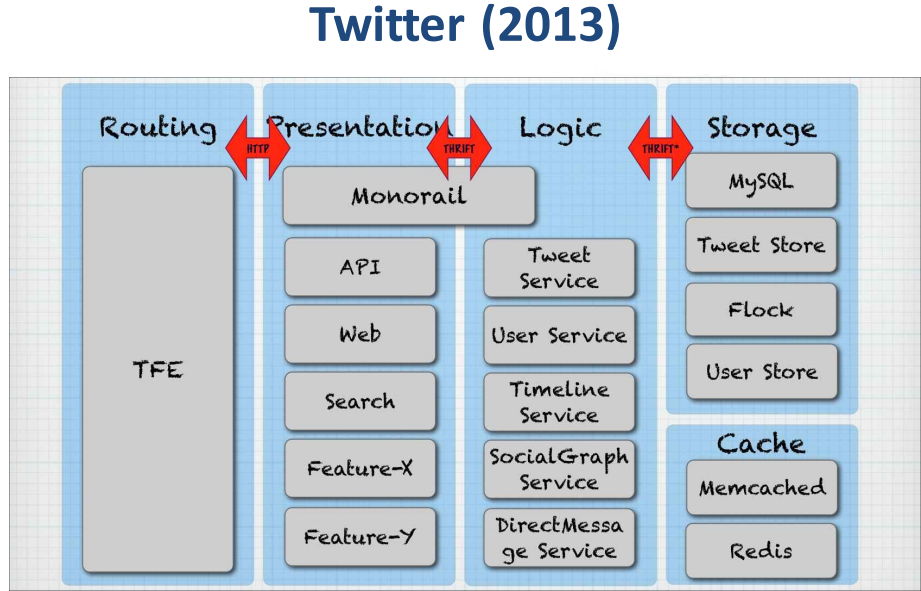 Twitter (2013)
Routing
HTTP
Presentation
THRIFT
Logic
THRIFT*
Storage
TFE
Monorail
API
Web
Search
Feature-X
Feature-Y
Tweet
Service
User Service
Timeline
Service
SocialGraph
Service
DirectMessa
ge Service
MySQL
Tweet Store
Flock
User Store
Cache
Memcached
Redis